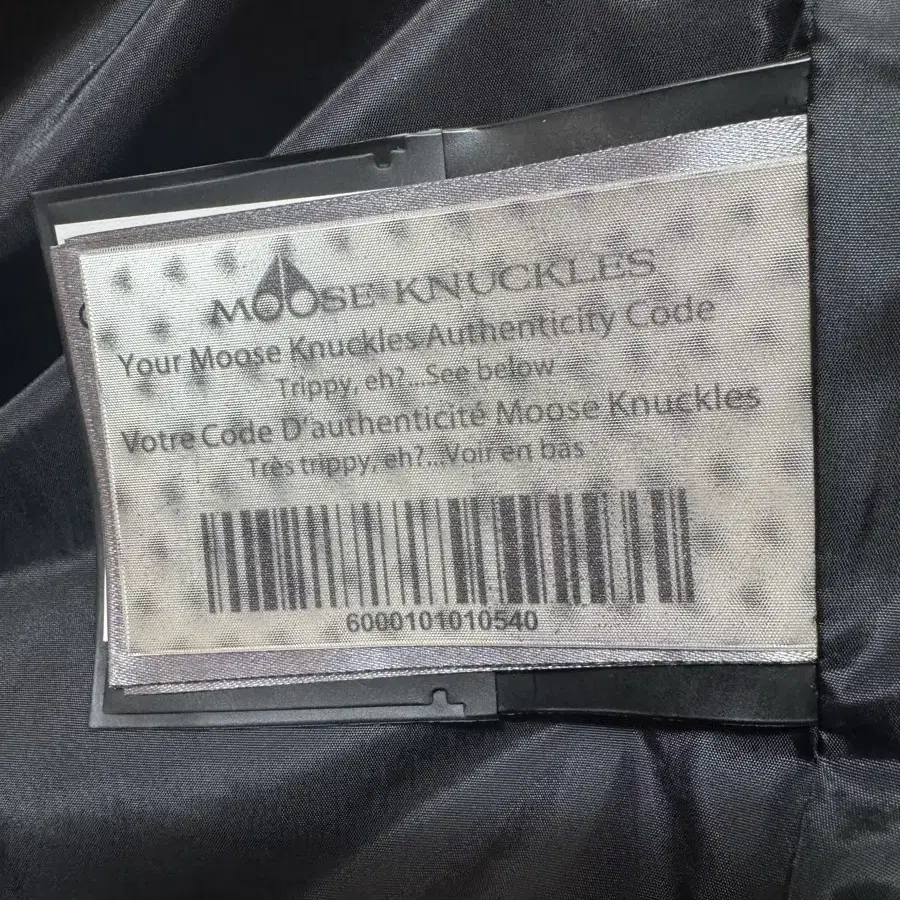 MOOSE KNUCKLES
Your Moose Knuckles Authenticity Code
Trippy, eh?...See below
Votre Code D'authenticité Moose Knuckles
Très trippy, eh?...Voir en bas
6000101010540